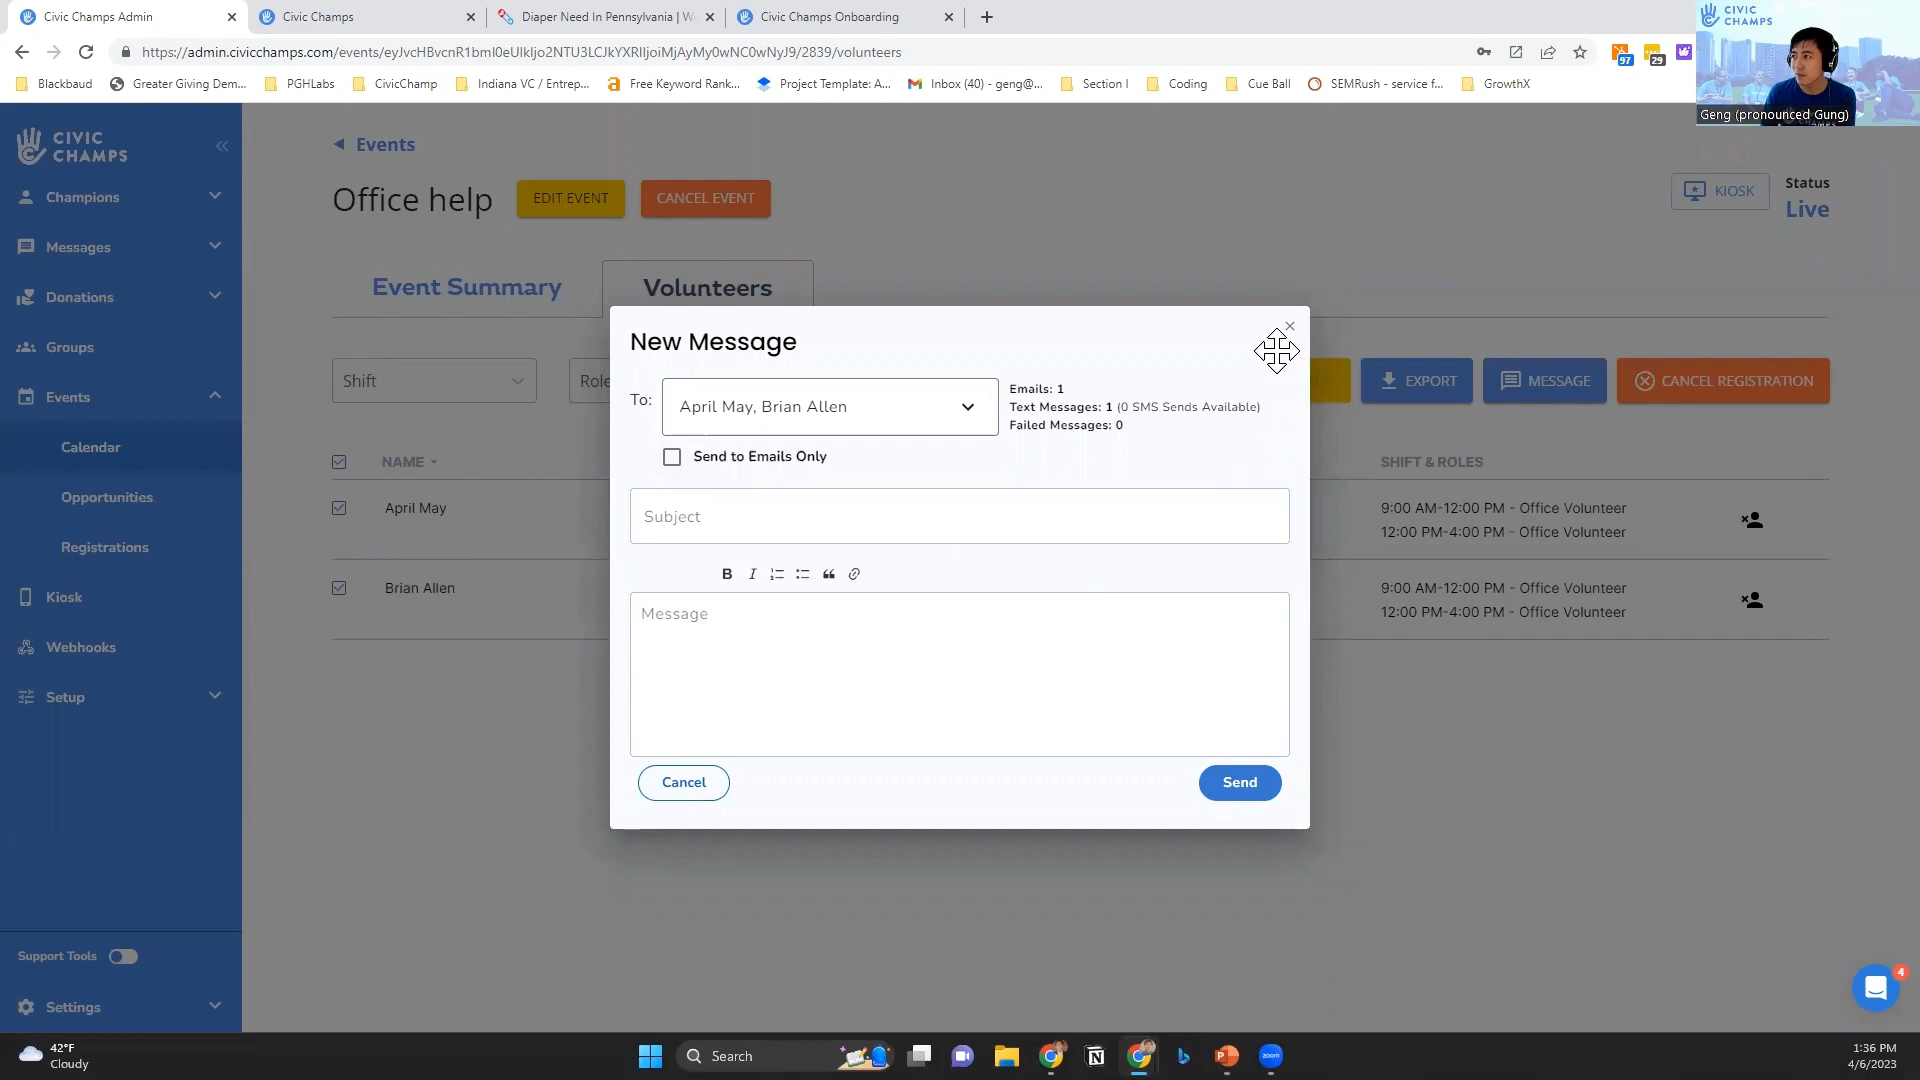 Civic Champs Admin
Civic Champs
Diaper Need In Pennsylvania | W
Civic Champs Onboarding
https://admin.civicchamps.com/events/eyJvcHBvcnR1bml0eUlkIjo2NTU3LCJkYXRlIjoiMjAyMy0wNC0wNyJ9/2839/volunteers
97
29
Blackbaud
Greater Giving Dem...
PGHLabs
CivicChamp
Indiana VC / Entrep...
Free Keyword Rank...
Project Template: A...
Inbox (40) - geng@...
Section I
Coding
Cue Ball
SEMRush - service f...
GrowthX
CIVIC
CHAMPS
Geng (pronounced Gung)
CIVIC
CHAMPS
Champions
Messages
Donations
Groups
Events
Calendar
Opportunities
Registrations
Kiosk
Webhooks
Setup
Support Tools
Settings
Events
Office help
EDIT EVENT
CANCEL EVENT
KIOSK
Status
Live
Event Summary
Volunteers
Shift
Role
EXPORT
MESSAGE
CANCEL REGISTRATION
NAME
SHIFT & ROLES
April May
9:00 AM-12:00 PM - Office Volunteer
12:00 PM-4:00 PM - Office Volunteer
Brian Allen
9:00 AM-12:00 PM - Office Volunteer
12:00 PM-4:00 PM - Office Volunteer
New Message
To:
April May, Brian Allen
Emails: 1
Text Messages: 1 (0 SMS Sends Available)
Failed Messages: 0
Send to Emails Only
Subject
B I
Message
Cancel
Send
4
42°F
Cloudy
Search
zoom
1:36 PM
4/6/2023